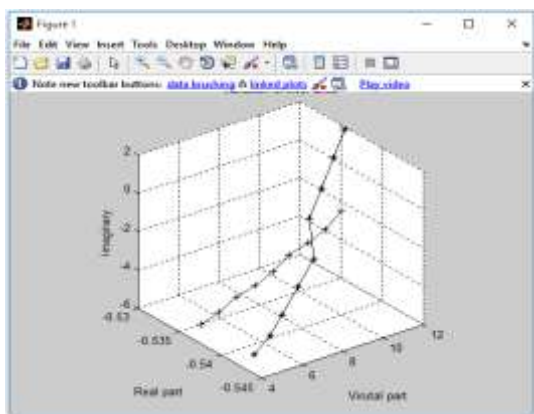 Figure 1
File Edit View Insert Tools Desktop Window Help
Note new toolbar buttons: data brushing & linked plots Play video
2
0
-2
-4
-6
Imaginary
-0.53
-0.535
-0.54
-0.545
Real part
4
6
8
10
12
Virutal part